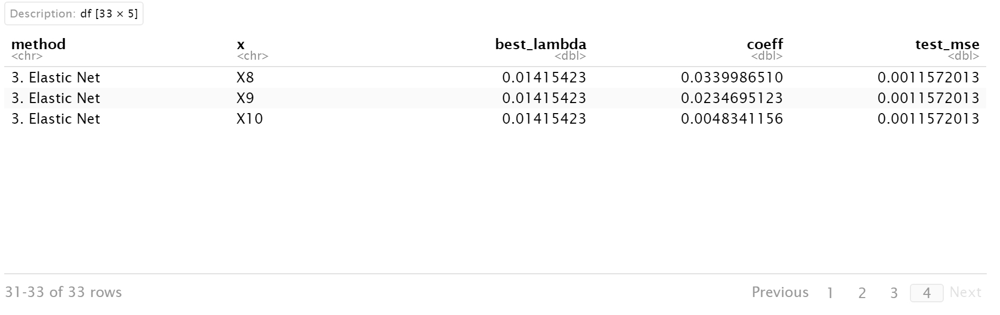 Description: df [33 × 5]
method x best_lambda coeff test_mse
<chr> <chr> <dbl> <dbl> <dbl>
3. Elastic Net X8 0.01415423 0.0339986510 0.0011572013
3. Elastic Net X9 0.01415423 0.0234695123 0.0011572013
3. Elastic Net X10 0.01415423 0.0048341156 0.0011572013
31-33 of 33 rows Previous 1 2 3 4 Next